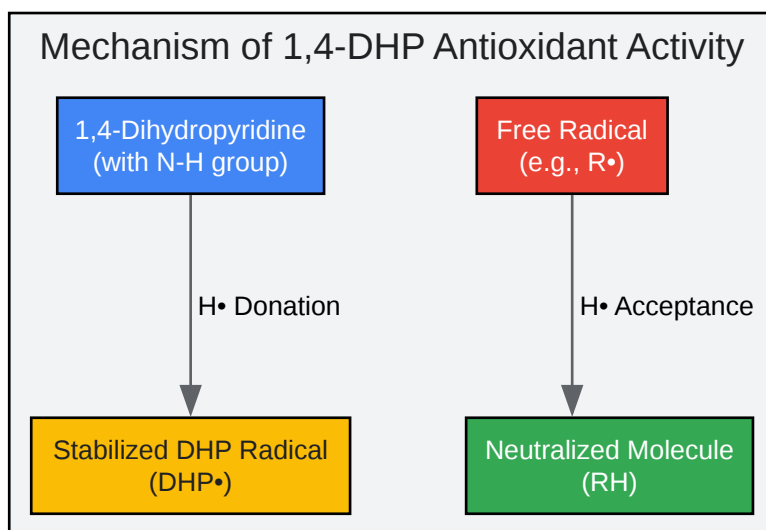 Mechanism of 1,4-DHP Antioxidant Activity
1,4-Dihydropyridine
(with N-H group)
Free Radical
(e.g., R•)
H• Donation
H• Acceptance
Stabilized DHP Radical
(DHP•)
Neutralized Molecule
(RH)